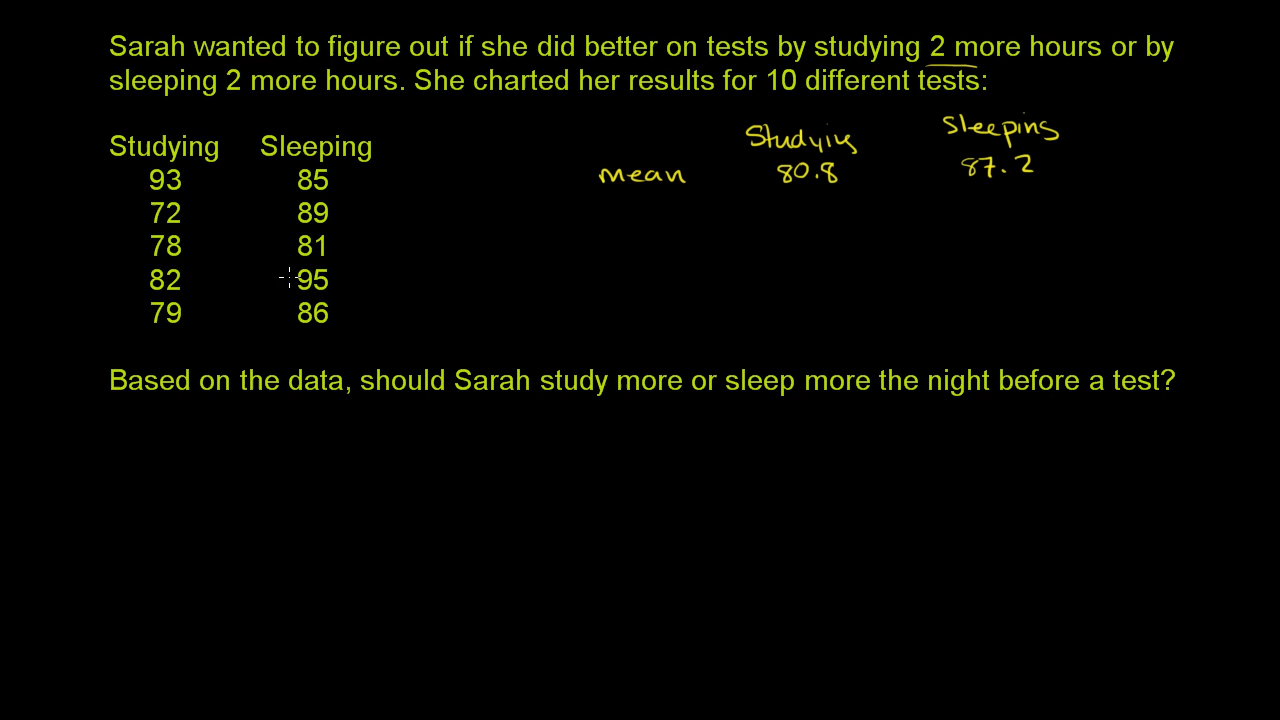 Sarah wanted to figure out if she did better on tests by studying 2 more hours or by
sleeping 2 more hours. She charted her results for 10 different tests:
Studying Sleeping
Studying Sleeping
93 85
mean 80.8 87.2
72 89
78 81
82 95
79 86
Based on the data, should Sarah study more or sleep more the night before a test?